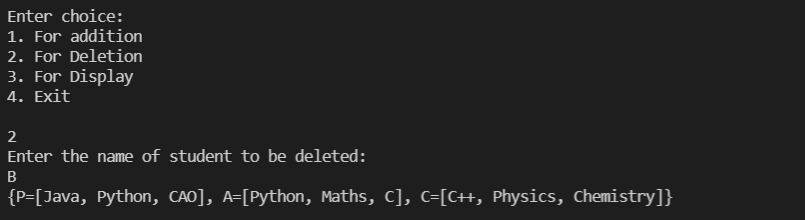 Enter choice:
1. For addition
2. For Deletion
3. For Display
4. Exit
2
Enter the name of student to be deleted:
B
{P=[Java, Python, CAO], A=[Python, Maths, C], C=[C++, Physics, Chemistry]}